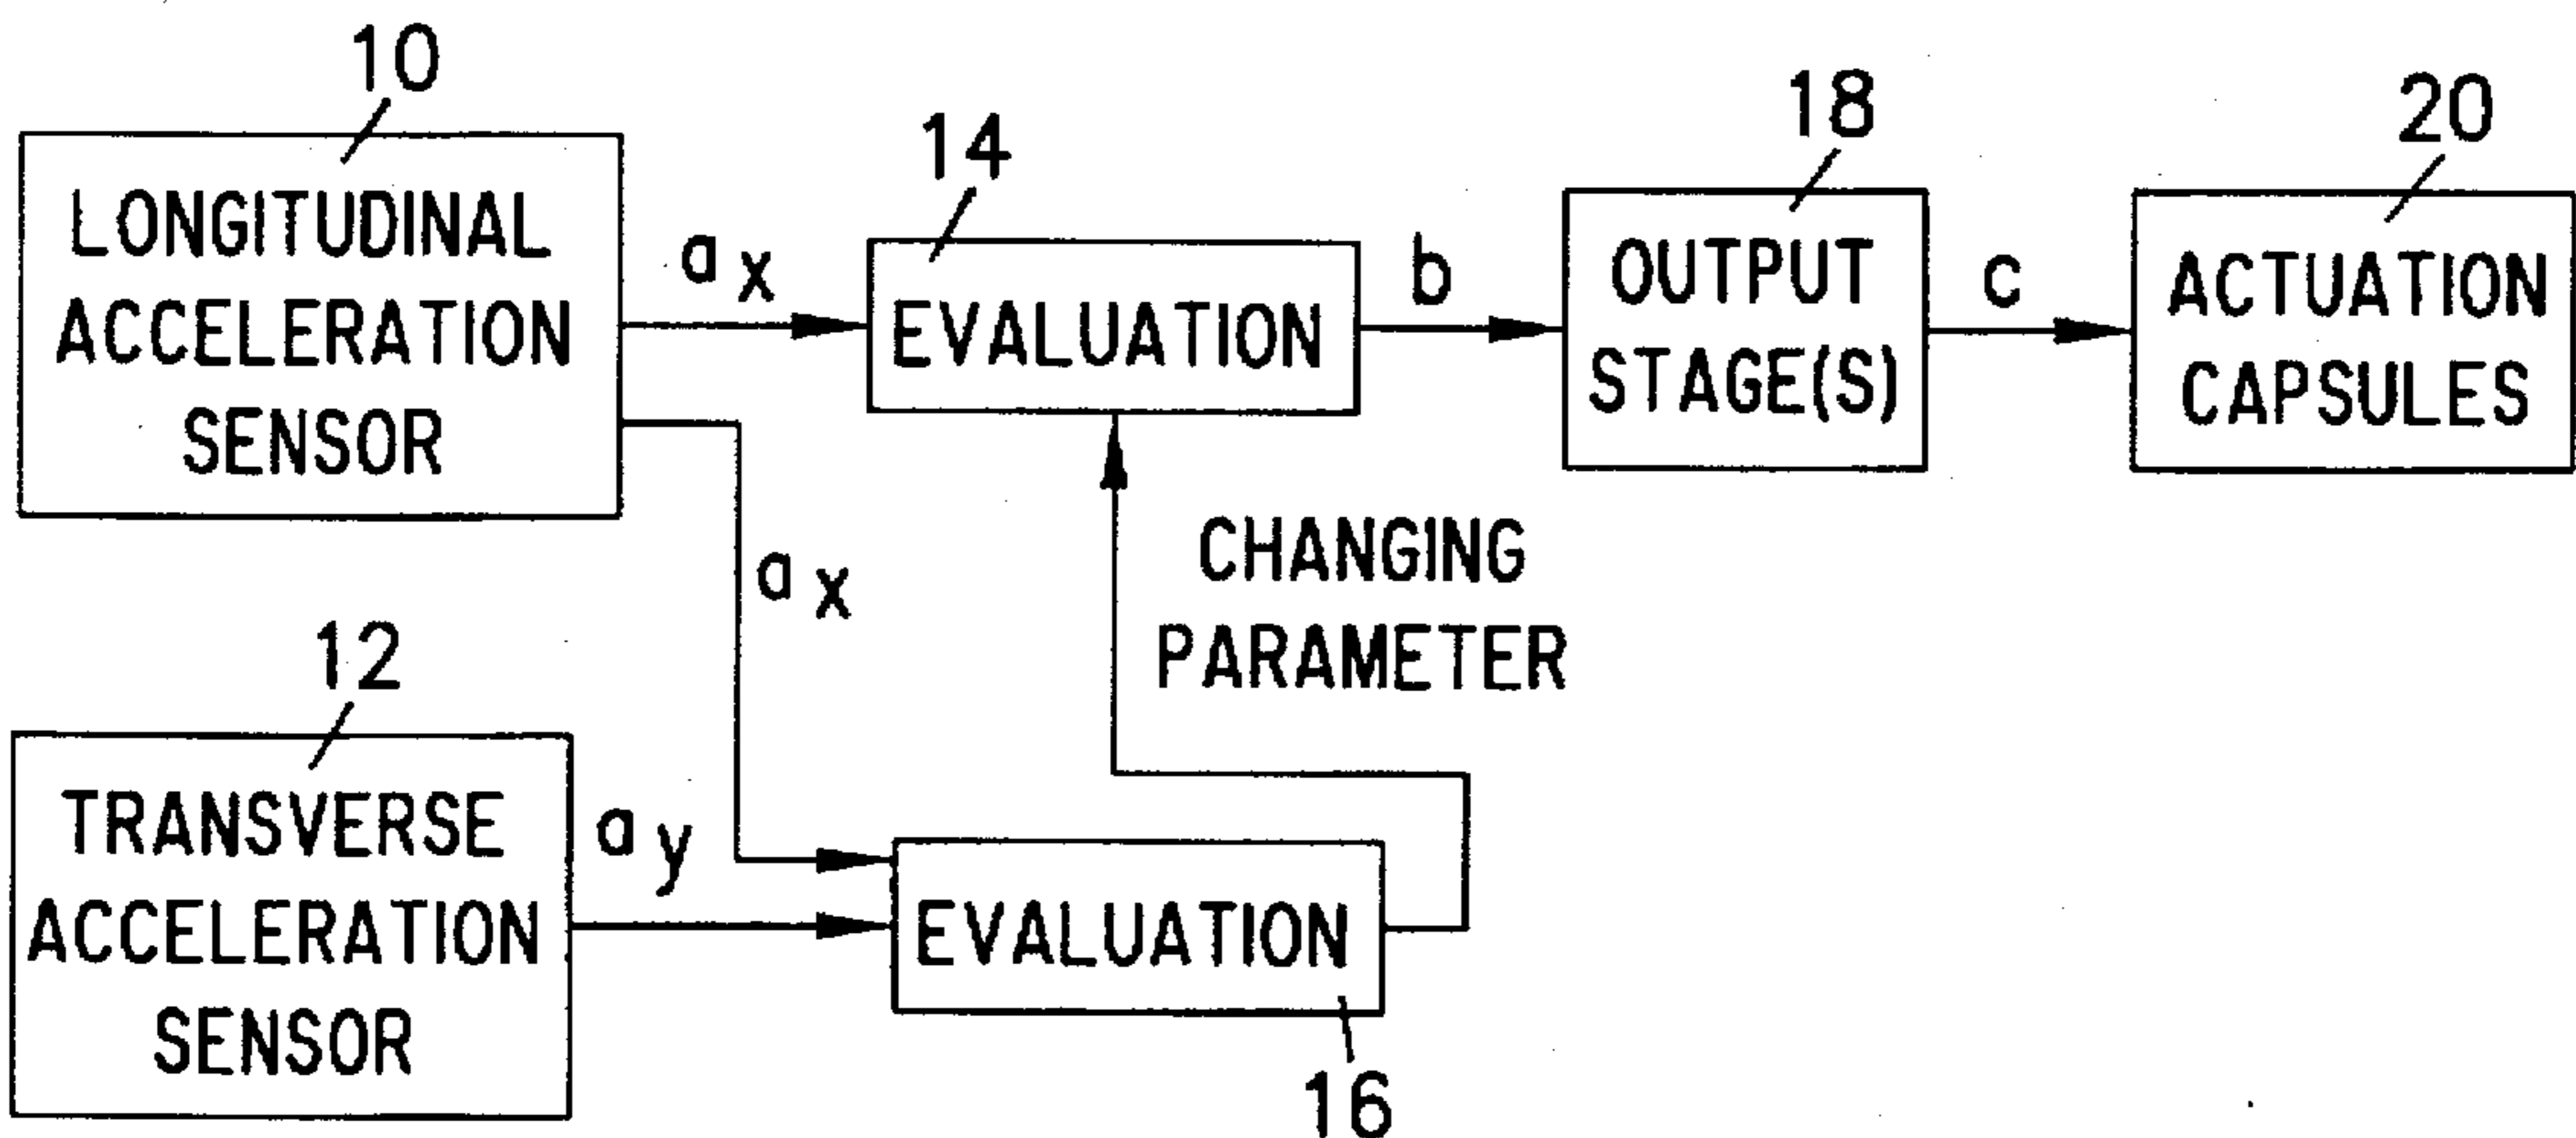 10
LONGITUDINAL
ACCELERATION
SENSOR
a x
14
EVALUATION
b
18
OUTPUT
STAGE(S)
c
20
ACTUATION
CAPSULES
a x
CHANGING
PARAMETER
12
TRANSVERSE
ACCELERATION
SENSOR
a y
EVALUATION
16